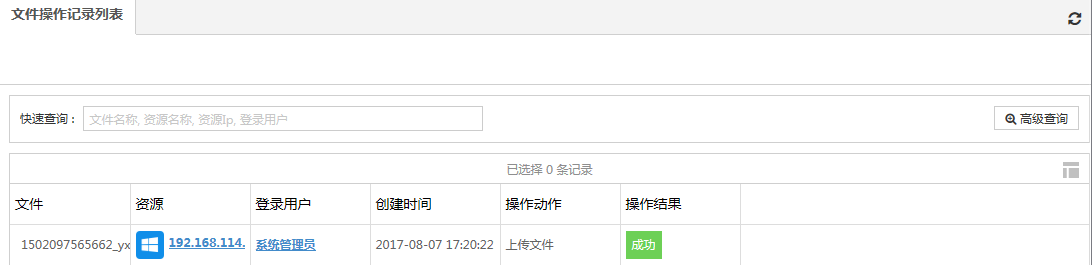 文件操作记录列表
快速查询： 文件名称, 资源名称, 资源Ip, 登录用户 高级查询
已选择 0 条记录
文件 资源 登录用户 创建时间 操作动作 操作结果
1502097565662_yx 192.168.114. 系统管理员 2017-08-07 17:20:22 上传文件 成功